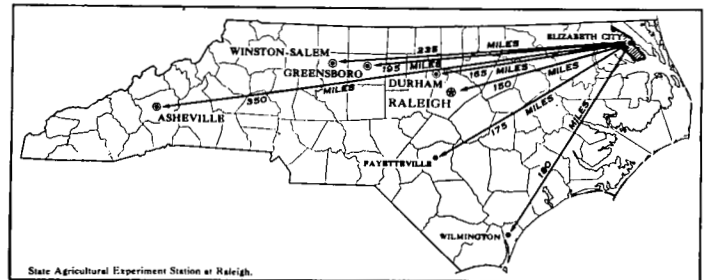 ELIZABETH CITY
WINSTON-SALEM
235 MILES
GREENSBORO
195 MILES
DURHAM
165 MILES
RALEIGH
150 MILES
350 MILES
ASHEVILLE
175 MILES
FAYETTEVILLE
MILES
WILMINGTON
State Agricultural Experiment Station at Raleigh.